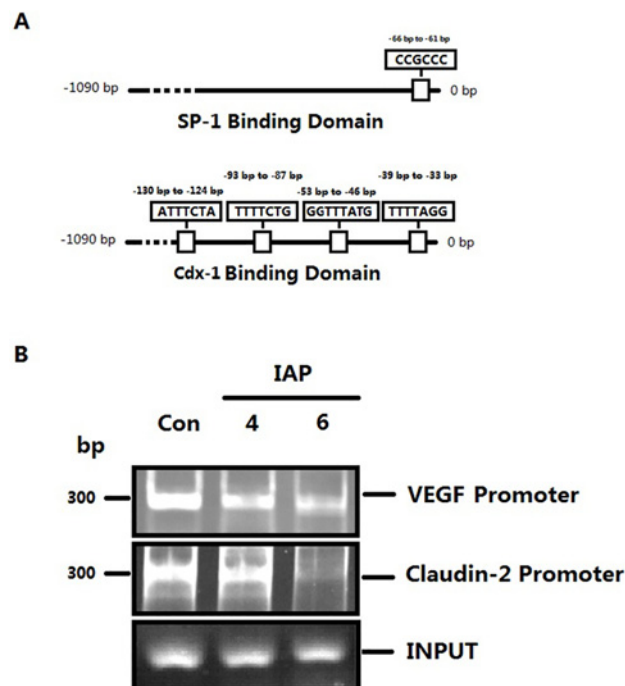 A
-66 bp to -61 bp
CCGCCC
-1090 bp 0 bp
SP-1 Binding Domain
-93 bp to -87 bp -39 bp to -33 bp
-130 bp to -124 bp -53 bp to -46 bp
ATTTCTA TTTTCTG GGTTTATG TTTTAGG
-1090 bp 0 bp
Cdx-1 Binding Domain
B
IAP
Con 4 6
bp
300 VEGF Promoter
300 Claudin-2 Promoter
INPUT